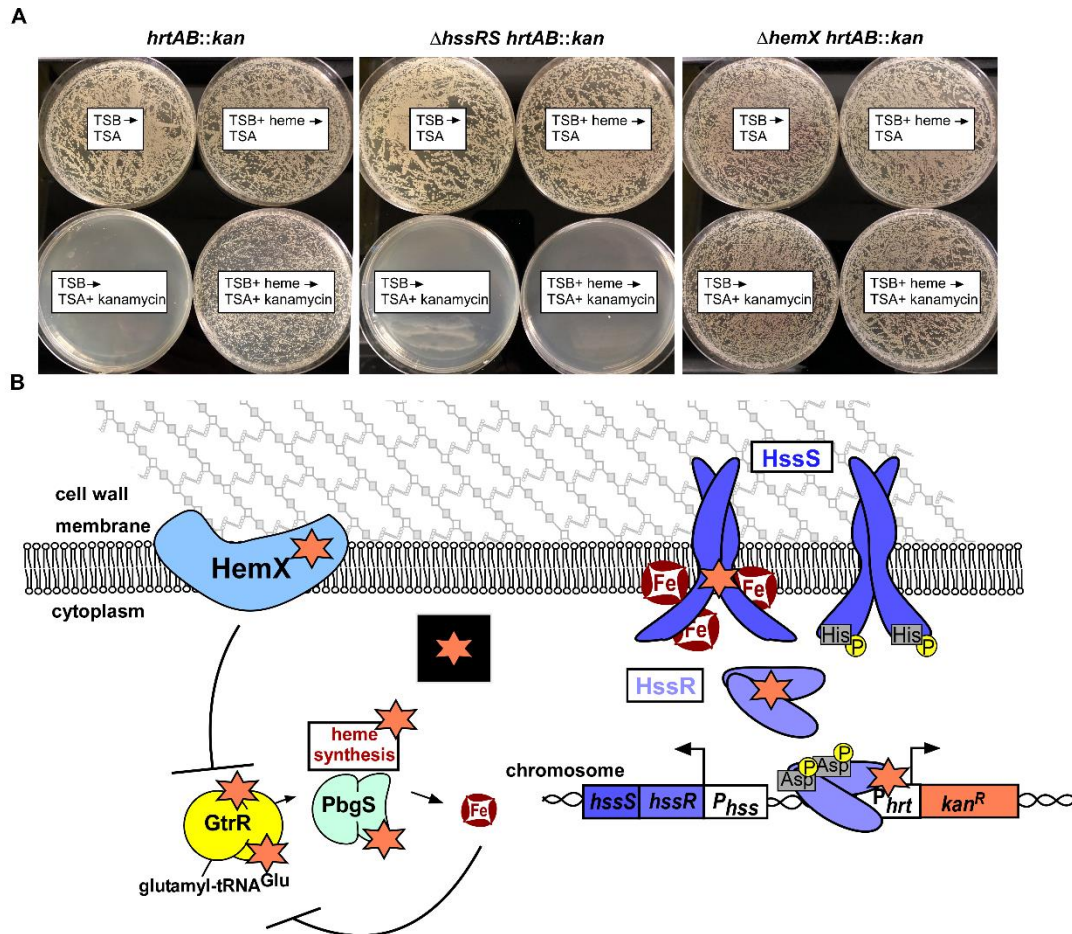 A
hrtAB::kan
ΔhssRS hrtAB::kan
ΔhemX hrtAB::kan
TSB→
TSA
TSB+ heme→
TSA
TSB→
TSA
TSB+ heme→
TSA
TSB→
TSA
TSB+ heme→
TSA
TSB→
TSA+ kanamycin
TSB+ heme→
TSA+ kanamycin
TSB→
TSA+ kanamycin
TSB+ heme→
TSA+ kanamycin
TSB→
TSA+ kanamycin
TSB+ heme→
TSA+ kanamycin
B
HssS
cell wall
membrane
HemX
cytoplasm
Fe
Fe
Fe
His
P
His
P
HssR
heme
synthesis
PbgS
GtrR
glutamyl-tRNAGlu
Fe
chromosome
P
P
Asp
Asp
hssS
hssR
Phss
Phrt
kanR